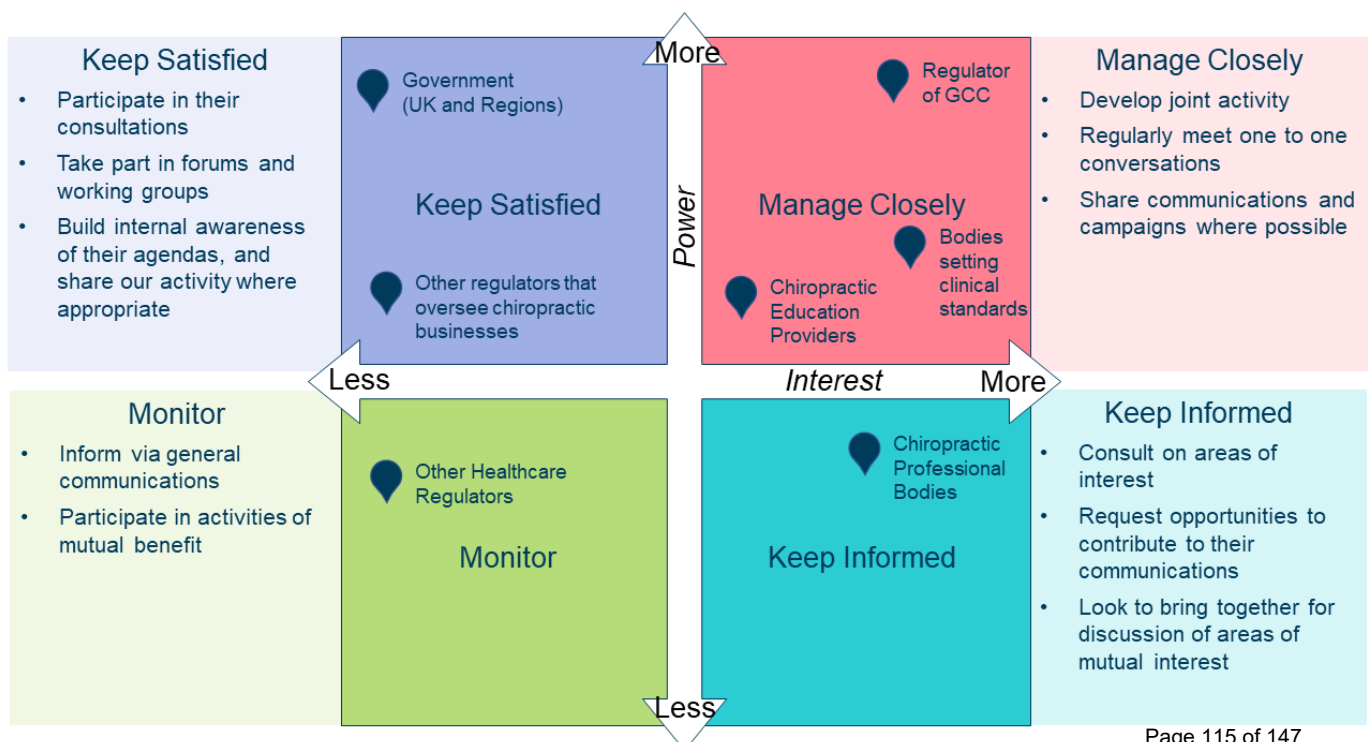 Keep Satisfied
• Participate in their
consultations
• Take part in forums and
working groups
• Build internal awareness
of their agendas, and
share our activity where
appropriate
Government
(UK and Regions)
Keep Satisfied
Other regulators that
oversee chiropractic
businesses
More
Power
Regulator
of GCC
Manage Closely
Bodies
setting
clinical
standards
Chiropractic
Education
Providers
Manage Closely
• Develop joint activity
• Regularly meet one to one
conversations
• Share communications and
campaigns where possible
Less
Interest
More
Monitor
• Inform via general
communications
• Participate in activities of
mutual benefit
Other Healthcare
Regulators
Monitor
Chiropractic
Professional
Bodies
Keep Informed
Keep Informed
• Consult on areas of
interest
• Request opportunities to
contribute to their
communications
• Look to bring together for
discussion of areas of
mutual interest
Less
Page 115 of 147